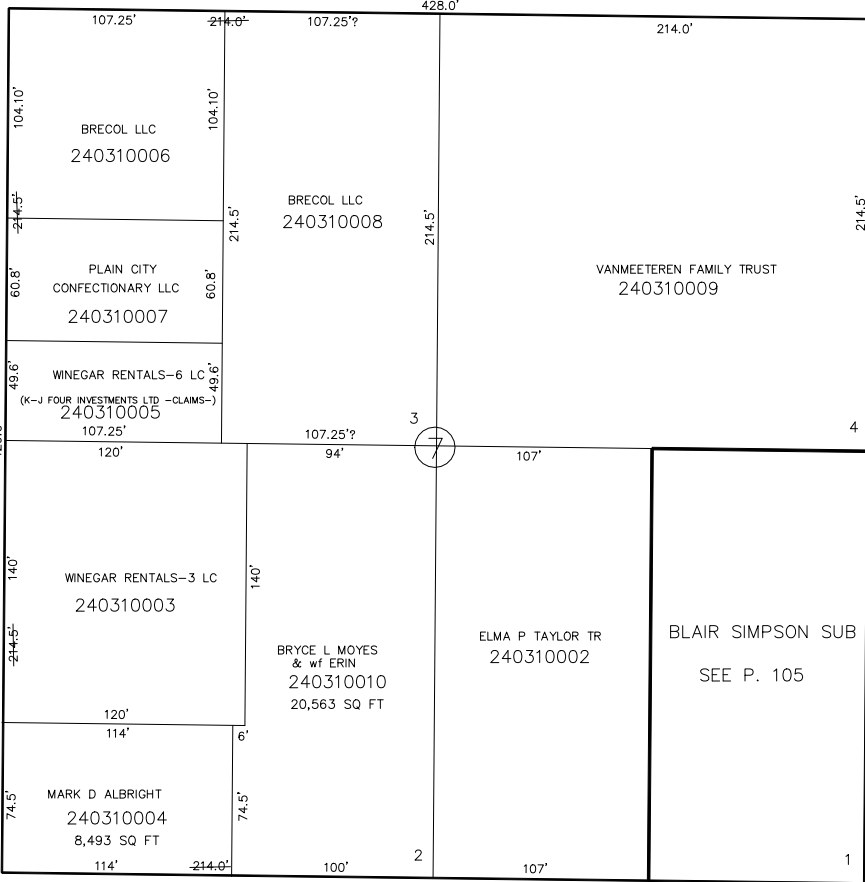 428.0'
107.25'
214.0'
107.25'?
214.0'
104.10'
104.10'
BRECOL LLC
240310006
214.5'
BRECOL LLC
240310008
214.5'
214.5'
214.5'
PLAIN CITY
CONFECTIONARY LLC
240310007
60.8'
60.8'
VANMEETEREN FAMILY TRUST
240310009
49.6'
49.6'
WINEGAR RENTALS-6 LC
(K-J FOUR INVESTMENTS LTD -CLAIMS-)
240310005
107.25'
107.25'?
3
4
7
120'
94'
107'
140'
140'
WINEGAR RENTALS-3 LC
240310003
214.5'
BRYCE L MOYES
& wf ERIN
240310010
20,563 SQ FT
ELMA P TAYLOR TR
240310002
BLAIR SIMPSON SUB
SEE P. 105
120'
114'
6'
74.5'
74.5'
MARK D ALBRIGHT
240310004
8,493 SQ FT
114'
214.0'
100'
2
107'
1